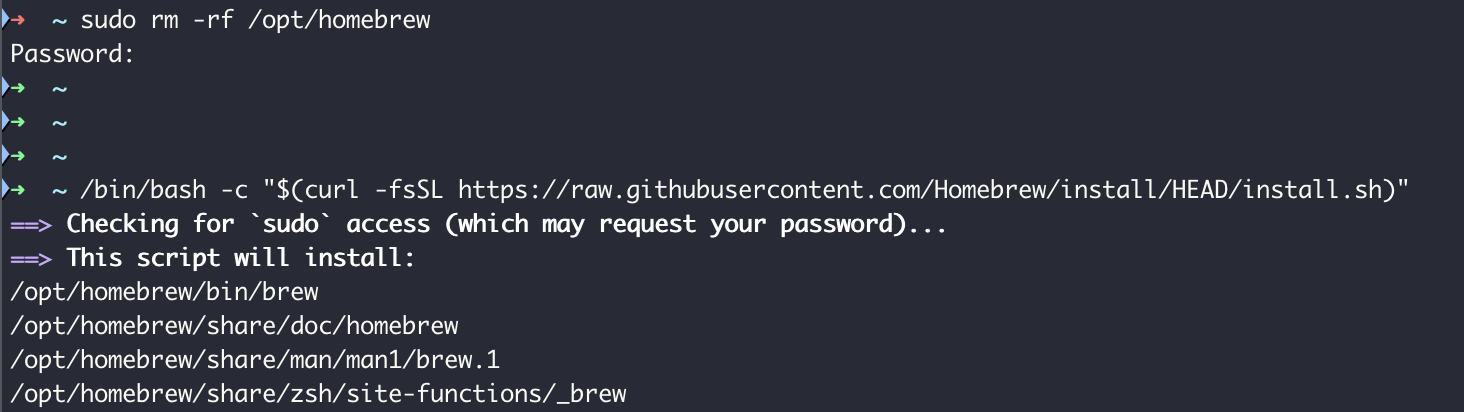 ➜  ~ sudo rm -rf /opt/homebrew
Password:
➜  ~
➜  ~
➜  ~
➜  ~ /bin/bash -c "$(curl -fsSL https://raw.githubusercontent.com/Homebrew/install/HEAD/install.sh)"
==> Checking for `sudo` access (which may request your password)...
==> This script will install:
/opt/homebrew/bin/brew
/opt/homebrew/share/doc/homebrew
/opt/homebrew/share/man/man1/brew.1
/opt/homebrew/share/zsh/site-functions/_brew